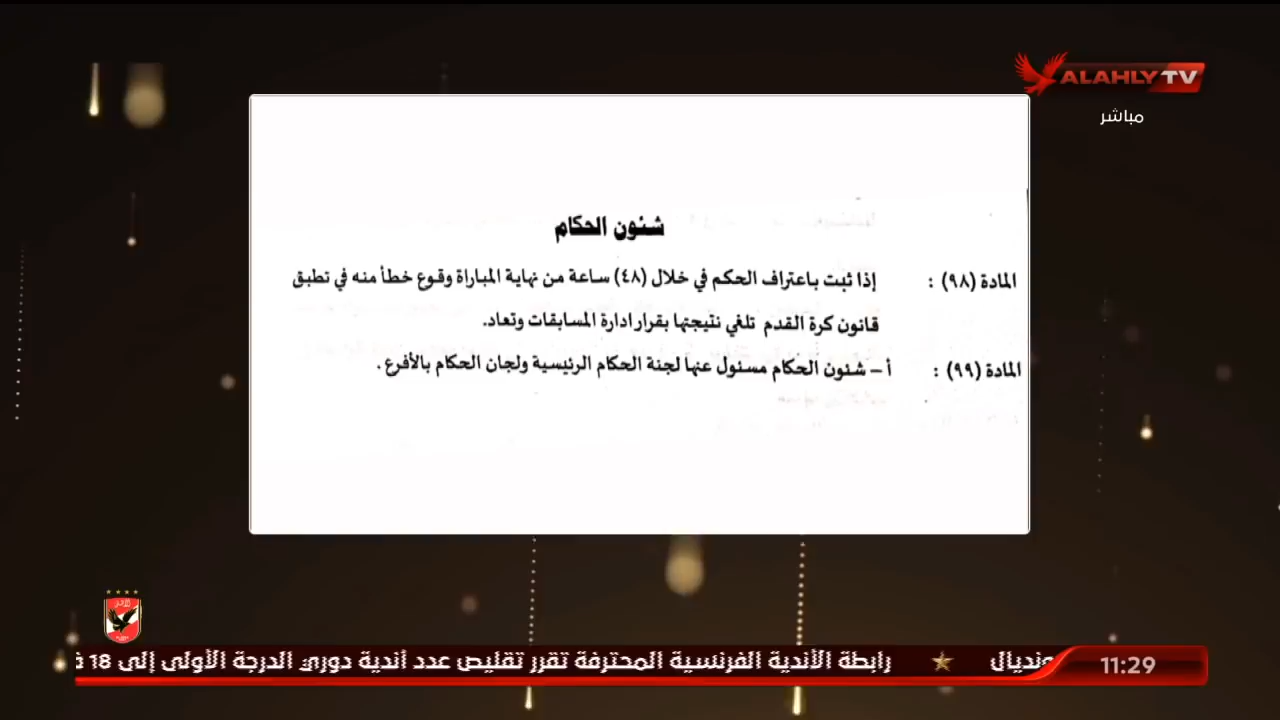 ALAHLY TV
مباشر
شئون الحكام
المادة (٩٨) : إذا ثبت باعتراف الحكم في خلال (٤٨) ساعة من نهاية المباراة وقوع خطأ منه في تطبق
قانون كرة القدم تلغي نتيجتها بقرار ادارة المسابقات وتعاد.
المادة (٩٩) : أ – شئون الحكام مسئول عنها لجنة الحكام الرئيسية ولجان الحكام بالأفرع .
ونديال ★ رابطة الأندية الفرنسية المحترفة تقرر تقليص عدد أندية دوري الدرجة الأولى إلى 18
11:29